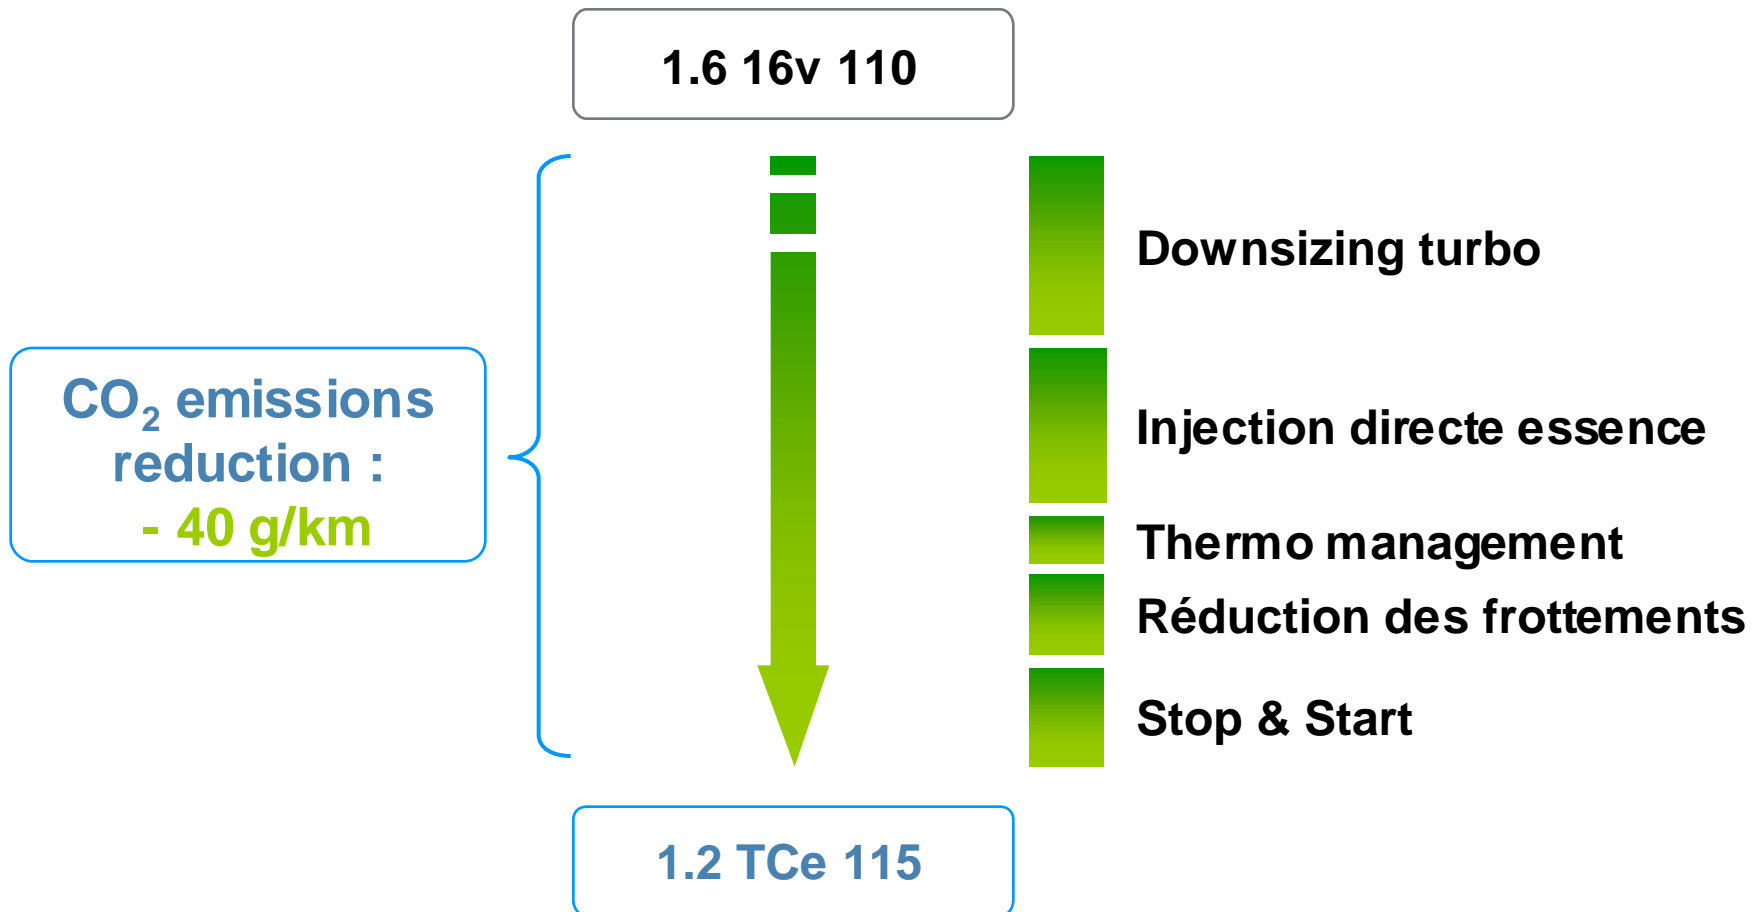 1.6 16v 110
Downsizing turbo
CO₂ emissions
reduction :
- 40 g/km
Injection directe essence
Thermo management
Réduction des frottements
Stop & Start
1.2 TCe 115